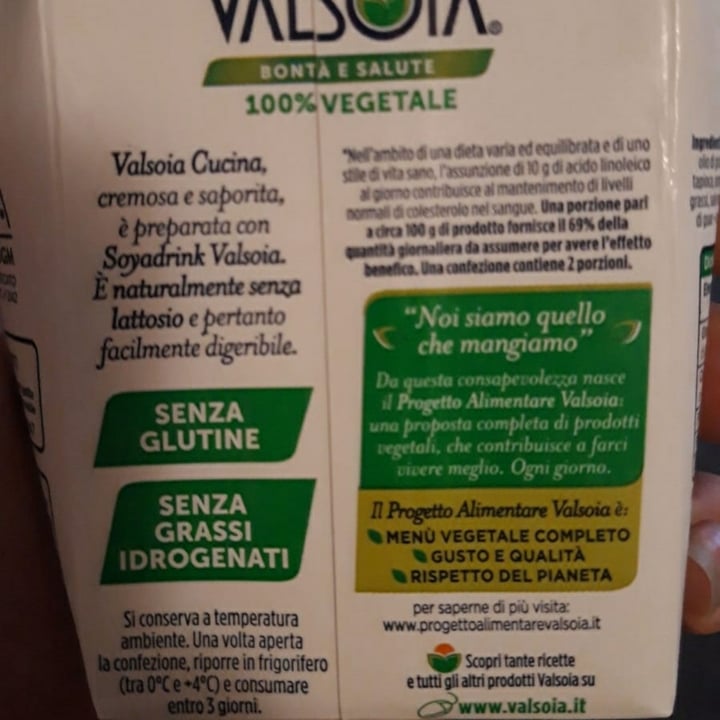 VALSOIA®
BONTÀ E SALUTE
100% VEGETALE
Valsoia Cucina,
cremosa e saporita,
è preparata con
Soyadrink Valsoia.
È naturalmente senza
lattosio e pertanto
facilmente digeribile.
SENZA
GLUTINE
SENZA
GRASSI
IDROGENATI
Si conserva a temperatura
ambiente. Una volta aperta
la confezione, riporre in frigorifero
(tra 0°C e +4°C) e consumare
entro 3 giorni.
*Nell'ambito di una dieta varia ed equilibrata e di uno
stile di vita sano, l'assunzione di 10 g di acido linoleico
al giorno contribuisce al mantenimento di livelli
normali di colesterolo nel sangue. Una porzione pari
a circa 100 g di prodotto fornisce il 69% della
quantità giornaliera da assumere per avere l'effetto
benefico. Una confezione contiene 2 porzioni.
"Noi siamo quello
che mangiamo"
Da questa consapevolezza nasce
il Progetto Alimentare Valsoia:
una proposta completa di prodotti
vegetali, che contribuisce a farci
vivere meglio. Ogni giorno.
Il Progetto Alimentare Valsoia è:
MENÙ VEGETALE COMPLETO
GUSTO E QUALITÀ
RISPETTO DEL PIANETA
per saperne di più visita:
www.progettoalimentarevalsoia.it
Scopri tante ricette
e tutti gli altri prodotti Valsoia su
www.valsoia.it